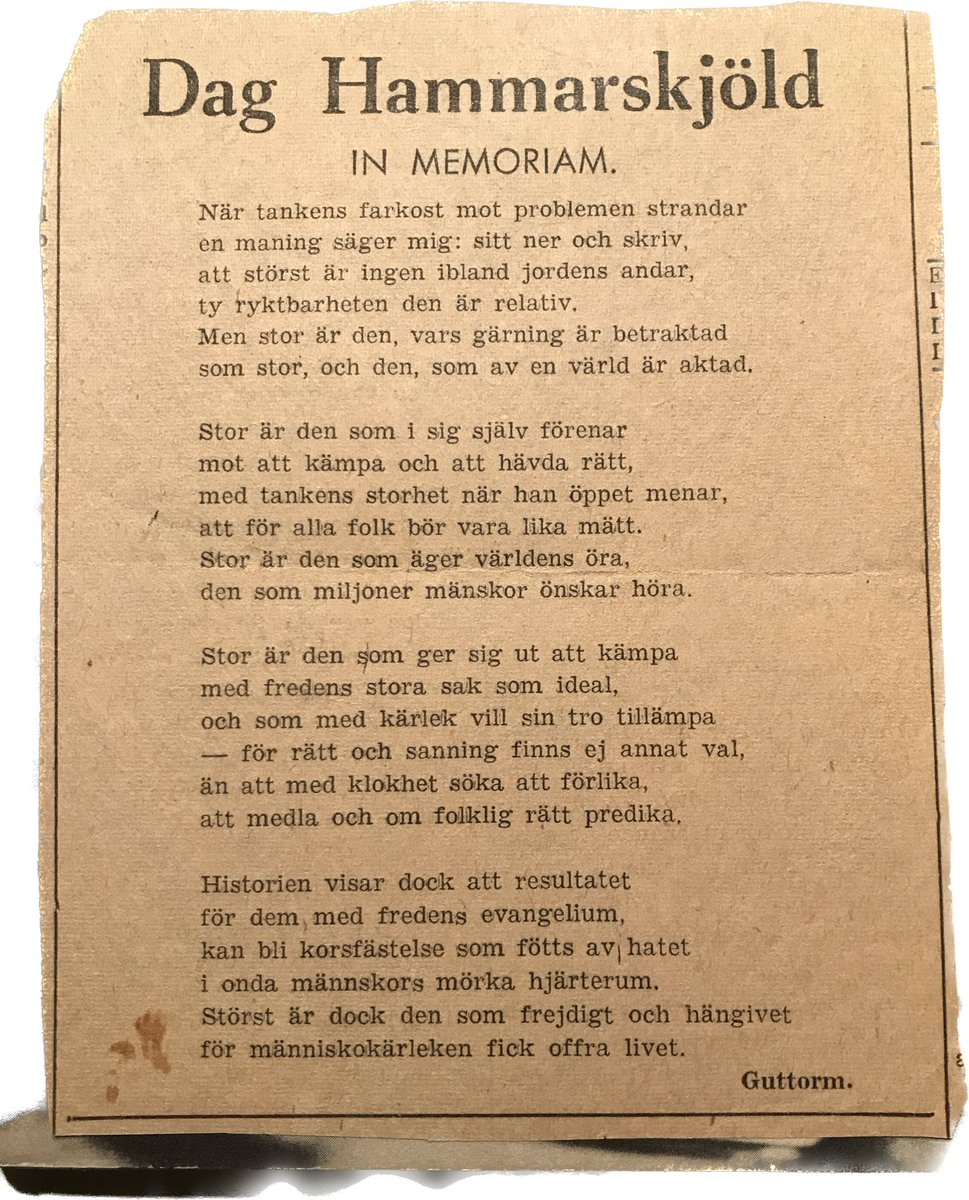 Dag Hammarskjöld
IN MEMORIAM.
När tankens farkost mot problemen strandar
en maning säger mig: sitt ner och skriv,
att störst är ingen ibland jordens andar,
ty ryktbarheten den är relativ.
Men stor är den, vars gärning är betraktad
som stor, och den, som av en värld är aktad.
Stor är den som i sig själv förenar
mot att kämpa och att hävda rätt,
med tankens storhet när han öppet menar,
att för alla folk bör vara lika mätt.
Stor är den som äger världens öra,
den som miljoner mänskor önskar höra.
Stor är den som ger sig ut att kämpa
med fredens stora sak som ideal,
och som med kärlek vill sin tro tillämpa
— för rätt och sanning finns ej annat val,
än att med klokhet söka att förlika,
att medla och om folklig rätt predika.
Historien visar dock att resultatet
för dem med fredens evangelium,
kan bli korsfästelse som fötts av hatet
i onda männskors mörka hjärterum.
Störst är dock den som frejdigt och hängivet
för människokärleken fick offra livet.
Guttorm.